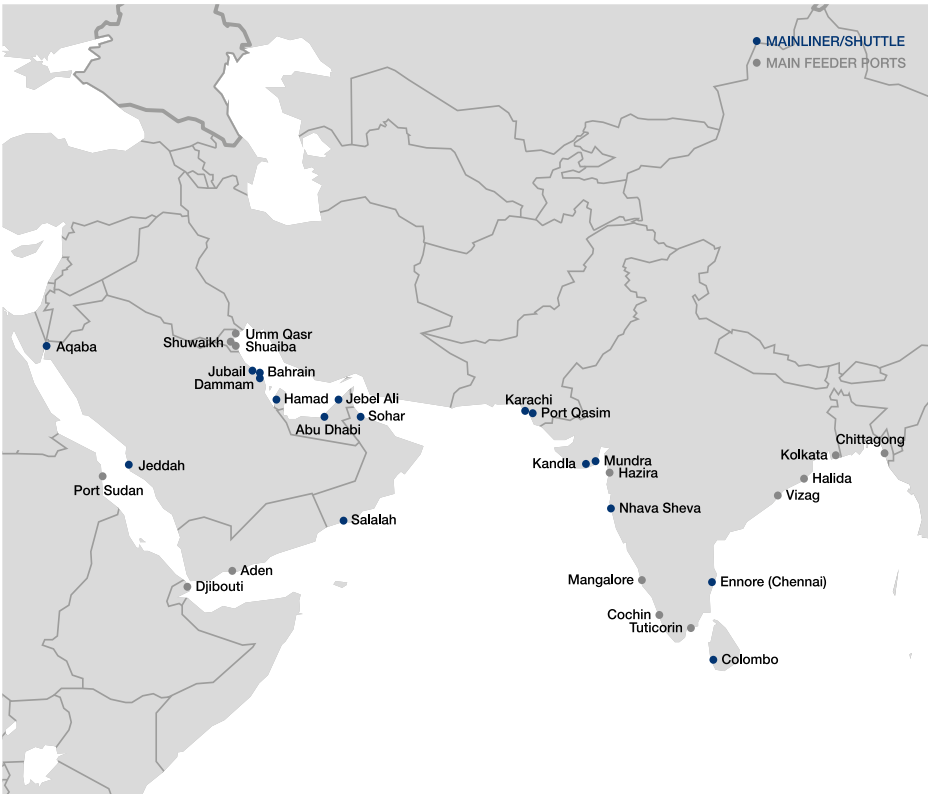 MAINLINER/SHUTTLE
MAIN FEEDER PORTS
Umm Qasr
Shuwaikh
Shuaiba
Aqaba
Jubail
Bahrain
Dammam
Hamad
Jebel Ali
Abu Dhabi
Sohar
Karachi
Port Qasim
Chittagong
Kolkata
Kandla
Mundra
Hazira
Halida
Vizag
Jeddah
Port Sudan
Nhava Sheva
Salalah
Aden
Djibouti
Mangalore
Ennore (Chennai)
Cochin
Tuticorin
Colombo